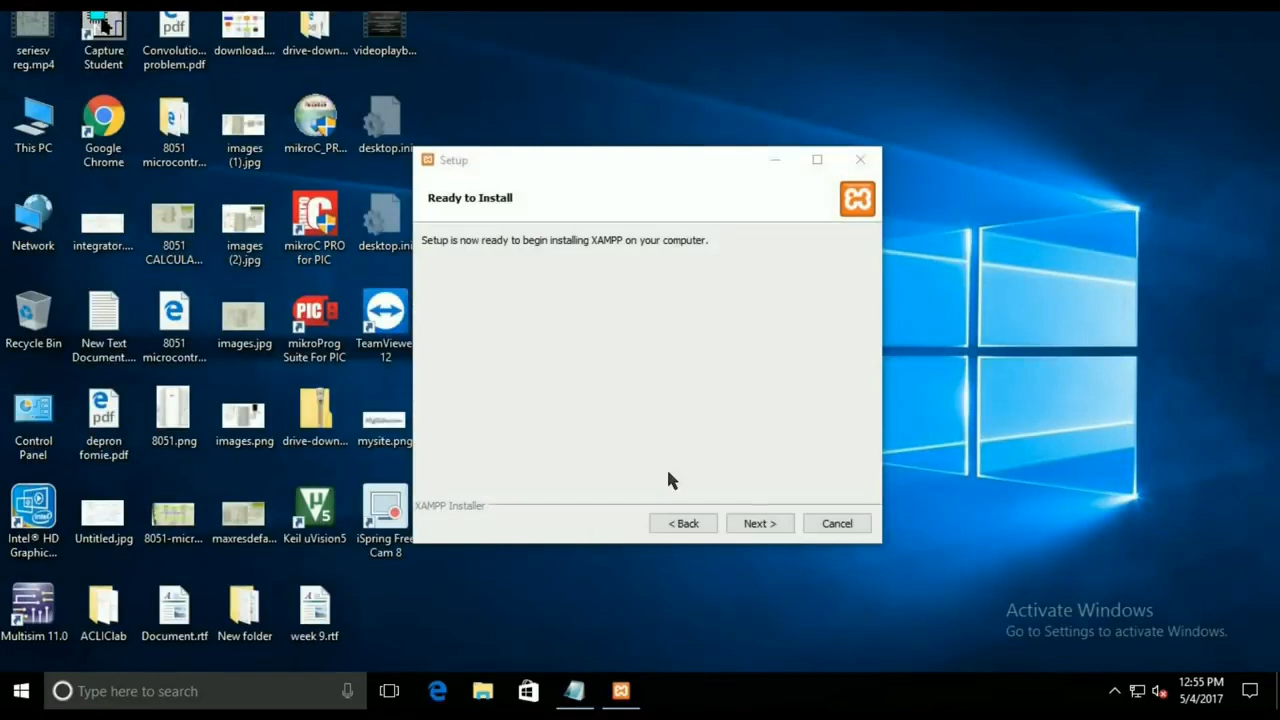 seriesv
reg.mp4
Capture
Student
pdf
Convolutio...
problem.pdf
download....
drive-down...
videoplayb...
This PC
Google
Chrome
8051
microcontr...
images
(1).jpg
mikroC_PR...
desktop.ini
Network
integrator....
8051
CALCULA...
images
(2).jpg
mikroC PRO
for PIC
desktop.ini
Recycle Bin
New Text
Document....
8051
microcontr...
images.jpg
PIC
mikroProg
Suite For PIC
TeamViewe
12
Control
Panel
pdf
depron
fomie.pdf
8051.png
images.png
drive-down...
mysite.png
intel
Intel® HD
Graphic...
Untitled.jpg
8051-micr...
maxresdefa...
Keil uVision5
iSpring Free
Cam 8
Multisim 11.0
ACLIClab
Document.rtf
New folder
week 9.rtf
Setup
Ready to Install
Setup is now ready to begin installing XAMPP on your computer.
XAMPP Installer
< Back
Next >
Cancel
Activate Windows
Go to Settings to activate Windows.
Type here to search
12:55 PM
5/4/2017